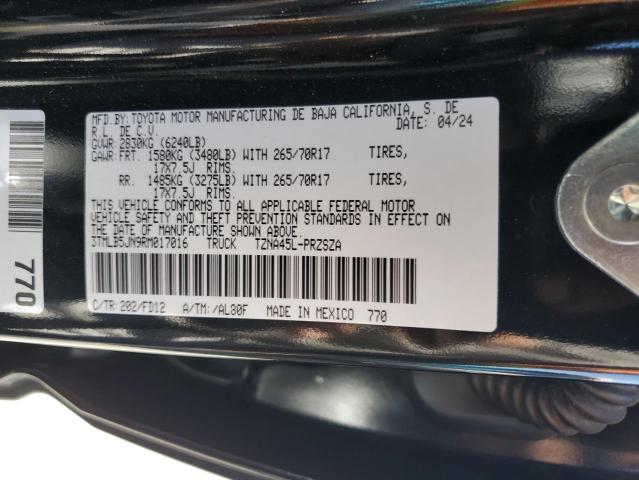 MFD.BY:TOYOTA MOTOR MANUFACTURING DE BAJA CALIFORNIA, S. DE
R.L. DE C.V. DATE: 04/24
GVWR: 2830KG (6240LB)
GAWR: FRT. 1580KG (3480LB) WITH 265/70R17 TIRES,
17X7.5J RIMS.
RR. 1485KG (3275LB) WITH 265/70R17 TIRES,
17X7.5J RIMS.
THIS VEHICLE CONFORMS TO ALL APPLICABLE FEDERAL MOTOR
VEHICLE SAFETY AND THEFT PREVENTION STANDARDS IN EFFECT ON
THE DATE OF MANUFACTURE SHOWN ABOVE.
3TMLB5JN9RM017016 TRUCK TZNA45L-PRZSZA
C/TR:202/FD12 A/TM:/AL80F MADE IN MEXICO 770
770